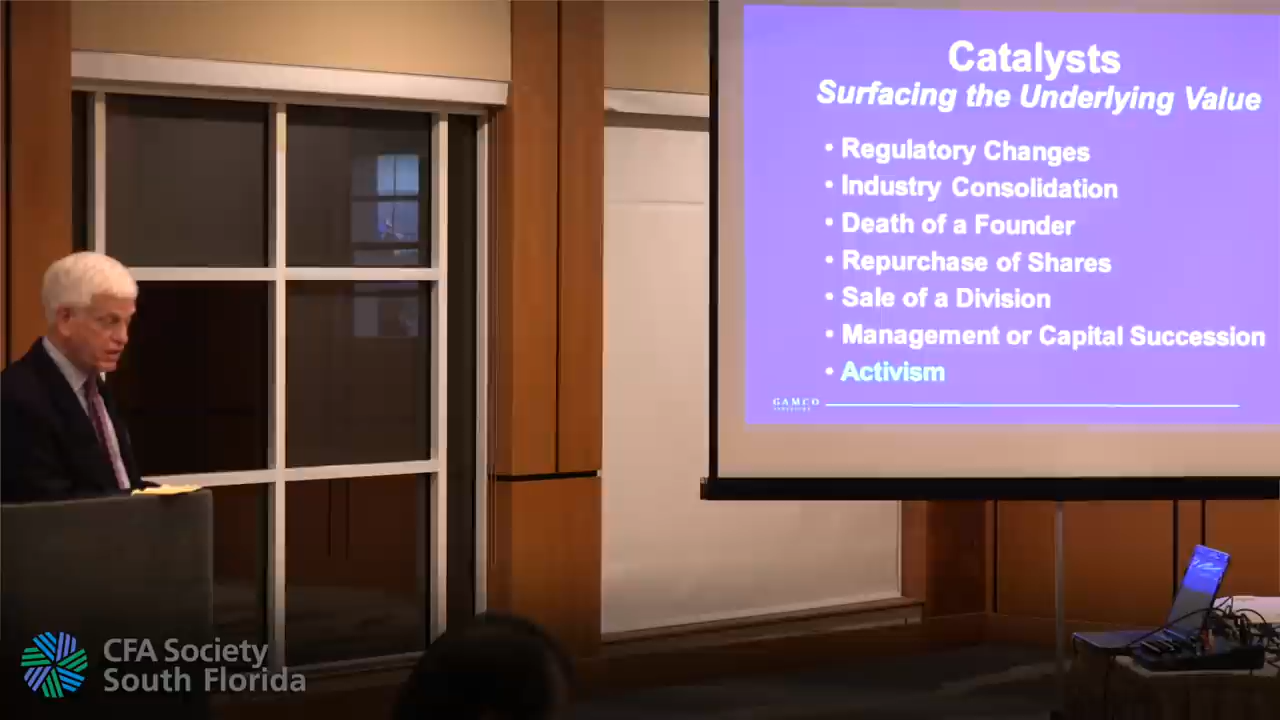 Catalysts
Surfacing the Underlying Value
• Regulatory Changes
• Industry Consolidation
• Death of a Founder
• Repurchase of Shares
• Sale of a Division
• Management or Capital Succession
• Activism
GAMCO
CFA Society
South Florida